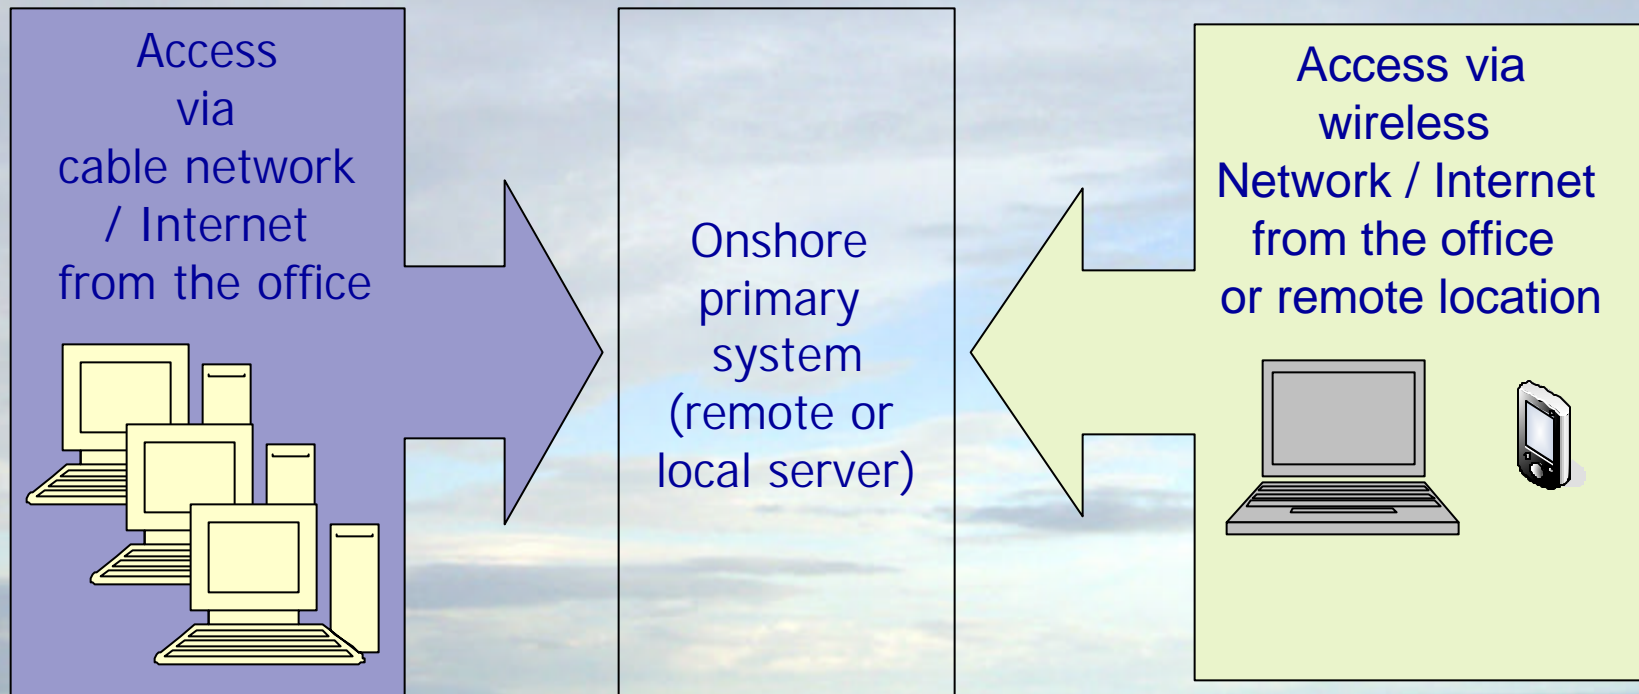 Access
via
cable network
/ Internet
from the office
Onshore
primary
system
(remote or
local server)
Access via
wireless
Network / Internet
from the office
or remote location